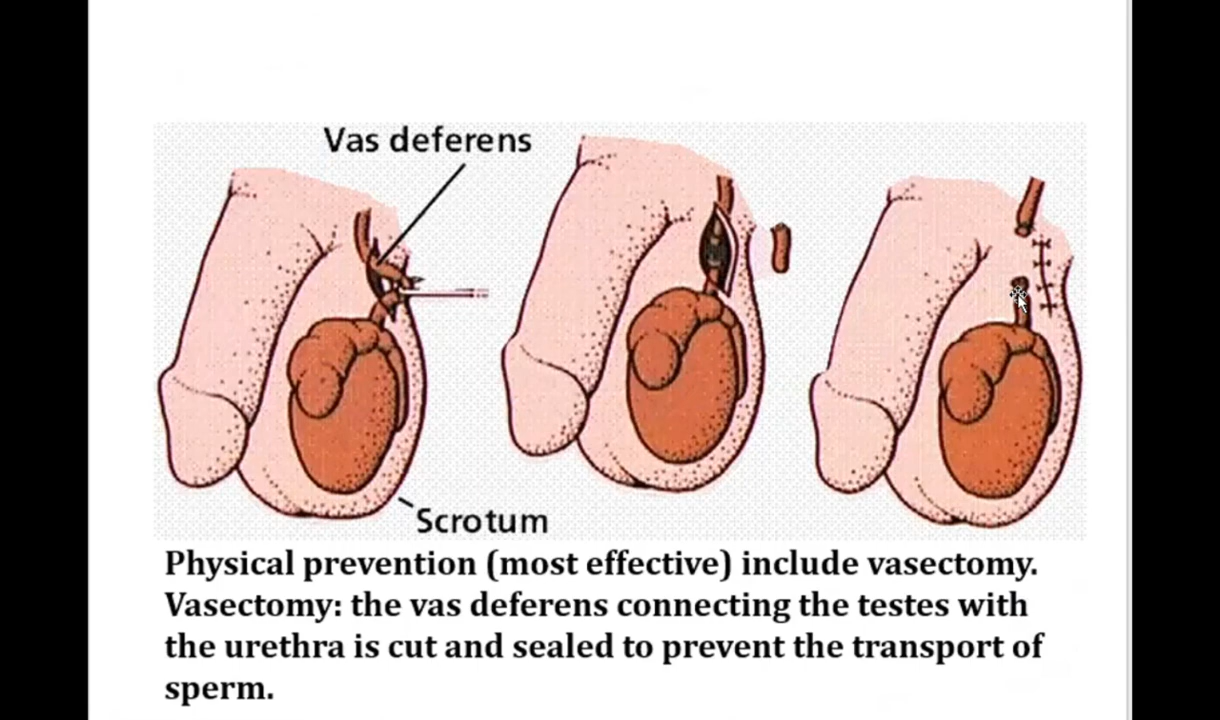 Vas deferens
Scrotum
Physical prevention (most effective) include vasectomy.
Vasectomy: the vas deferens connecting the testes with
the urethra is cut and sealed to prevent the transport of
sperm.